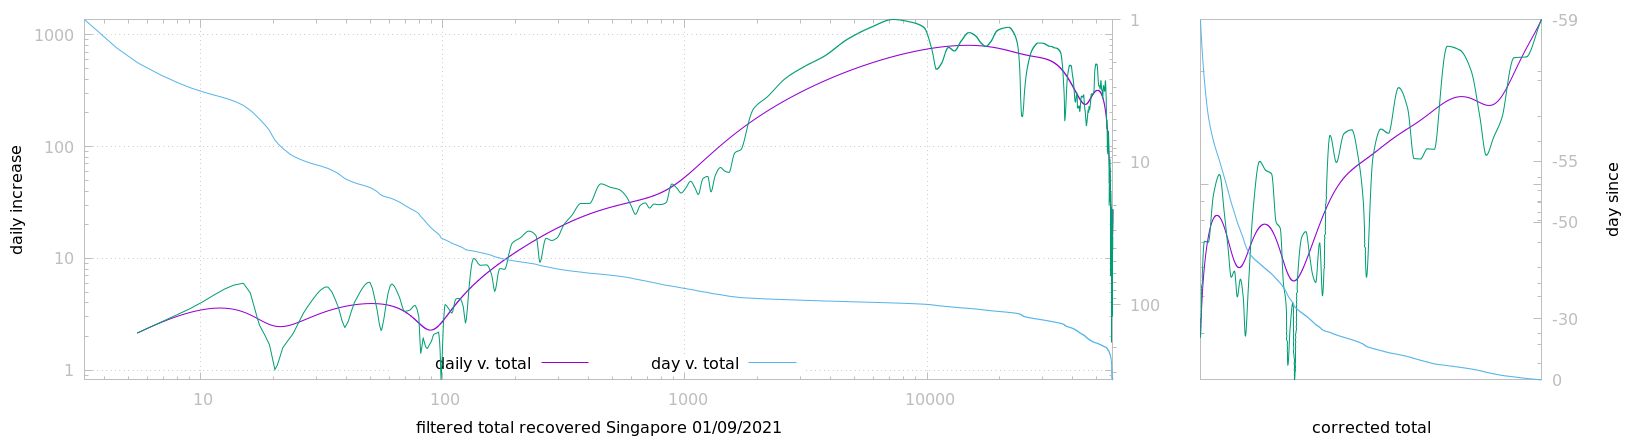 1000
100
10
1
daily increase
10
100
1000
10000
filtered total recovered Singapore 01/09/2021
daily v. total
day v. total
1
10
100
-59
-55
-50
-30
0
day since
corrected total